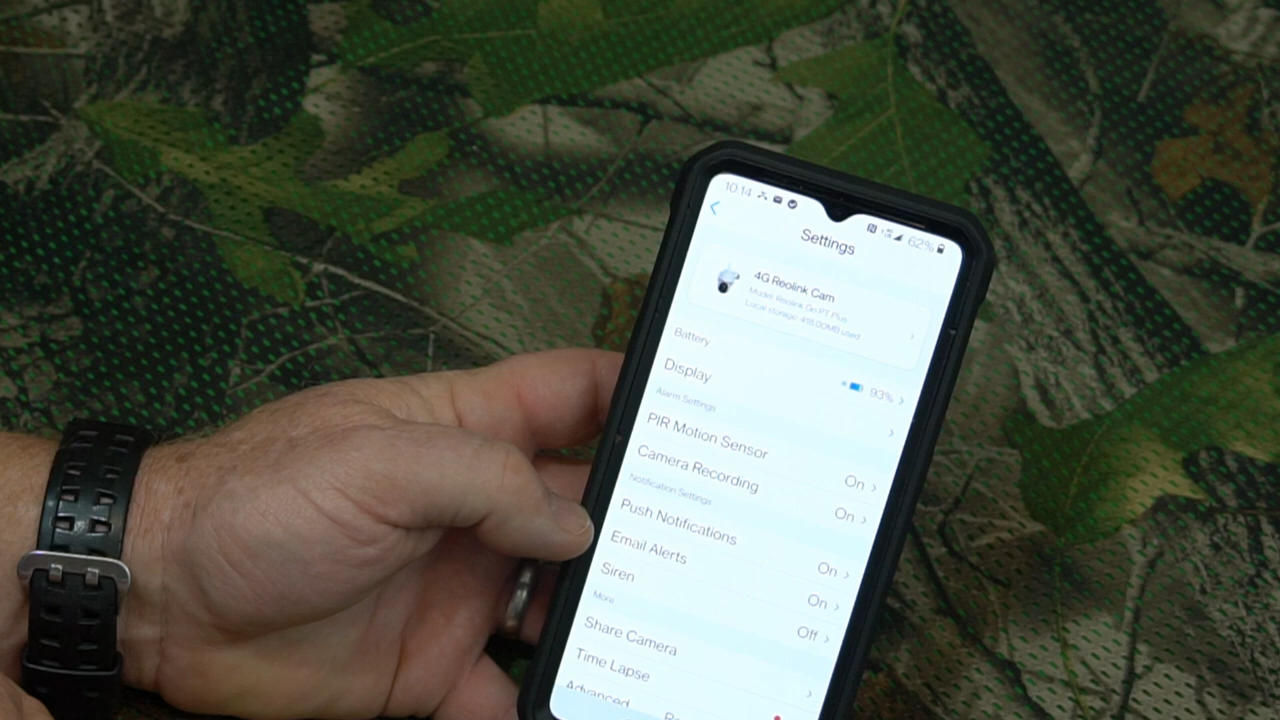 10:14 62%
Settings
4G Reolink Cam
Model: Reolink Go PT Plus
Local storage: 418.00MB used
Battery 93%
Display
Alarm Settings
PIR Motion Sensor On
Camera Recording On
Notification Settings
Push Notifications On
Email Alerts On
Siren Off
More
Share Camera
Time Lapse
Advanced